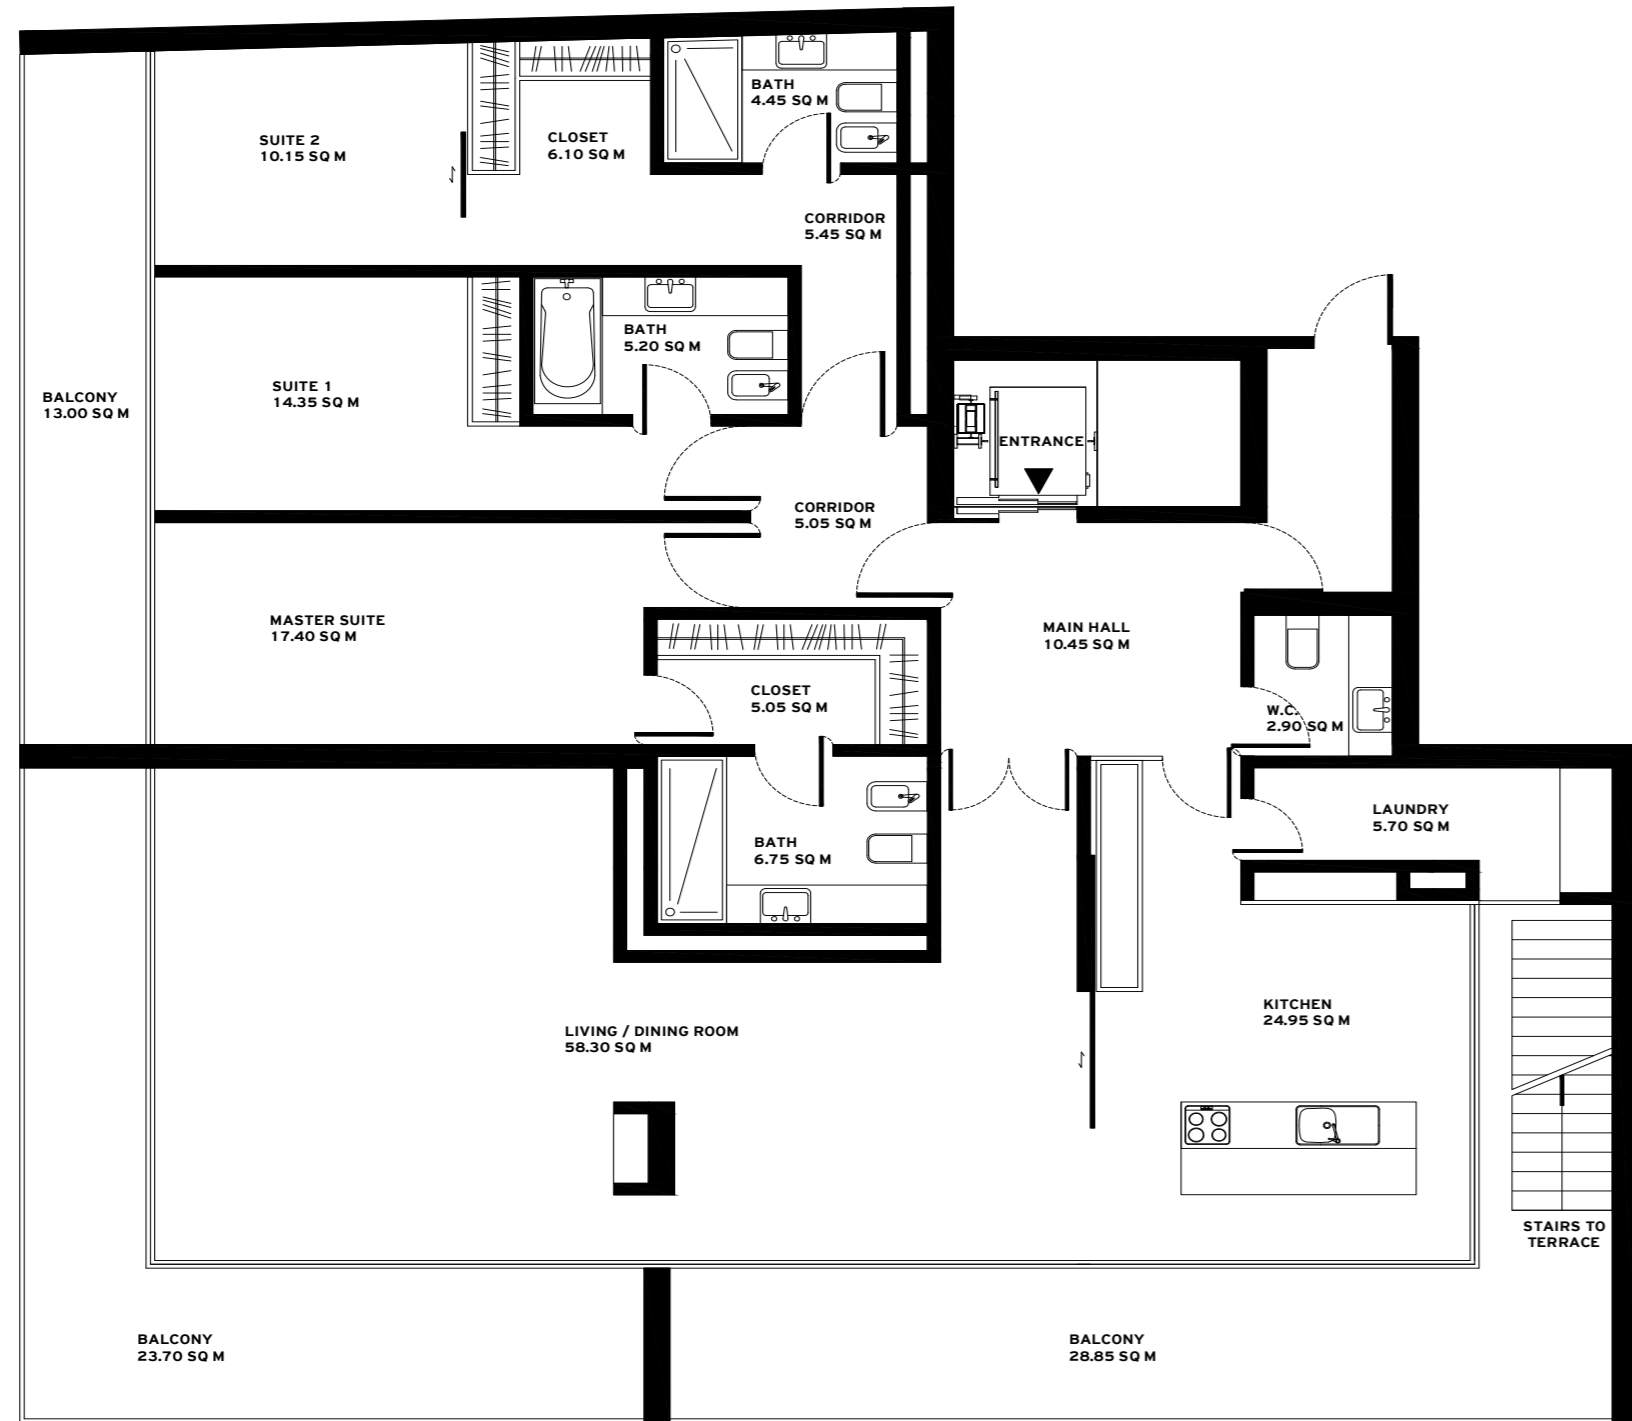 BATH
4.45 SQ M
SUITE 2
10.15 SQ M
CLOSET
6.10 SQ M
CORRIDOR
5.45 SQ M
BATH
5.20 SQ M
SUITE 1
14.35 SQ M
BALCONY
13.00 SQ M
ENTRANCE
CORRIDOR
5.05 SQ M
MASTER SUITE
17.40 SQ M
MAIN HALL
10.45 SQ M
CLOSET
5.05 SQ M
W.C.
2.90 SQ M
LAUNDRY
5.70 SQ M
BATH
6.75 SQ M
KITCHEN
24.95 SQ M
LIVING / DINING ROOM
58.30 SQ M
STAIRS TO
TERRACE
BALCONY
23.70 SQ M
BALCONY
28.85 SQ M